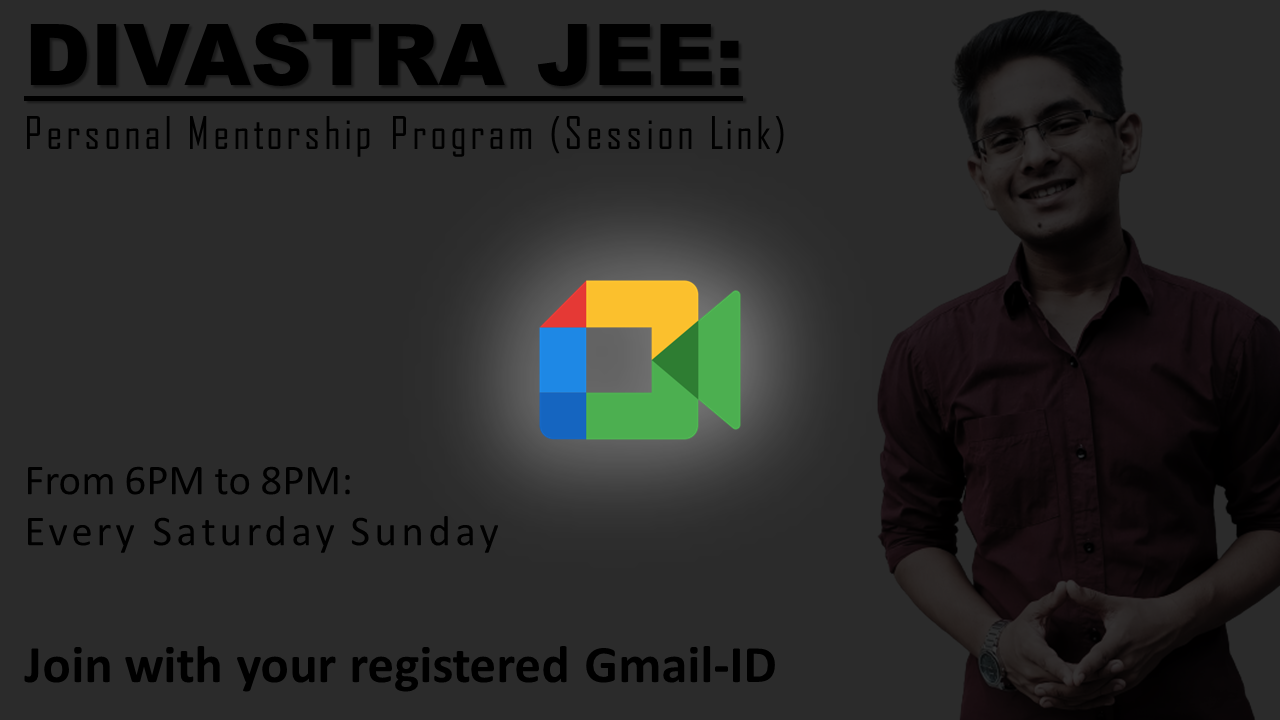 DIVASTRA JEE:
Personal Mentorship Program (Session Link)
From 6PM to 8PM:
Every Saturday Sunday
Join with your registered Gmail-ID